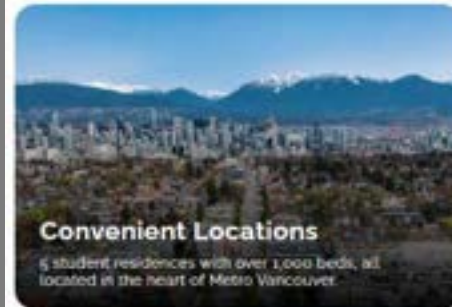 Convenient Locations
5 student residences with over 1,000 beds, all
located in the heart of Metro Vancouver.